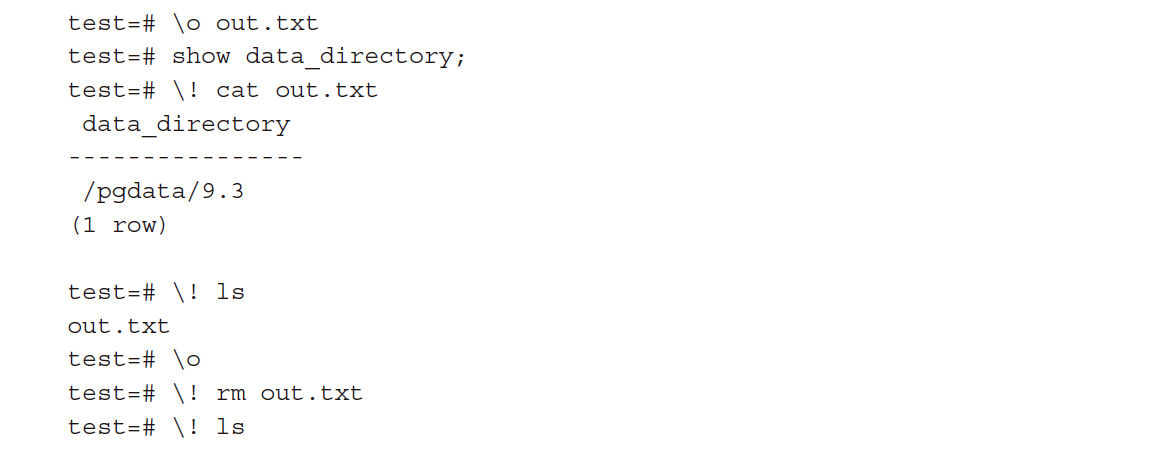 test=# \o out.txt
test=# show data_directory;
test=# \! cat out.txt
 data_directory
----------------
 /pgdata/9.3
(1 row)

test=# \! ls
out.txt
test=# \o
test=# \! rm out.txt
test=# \! ls